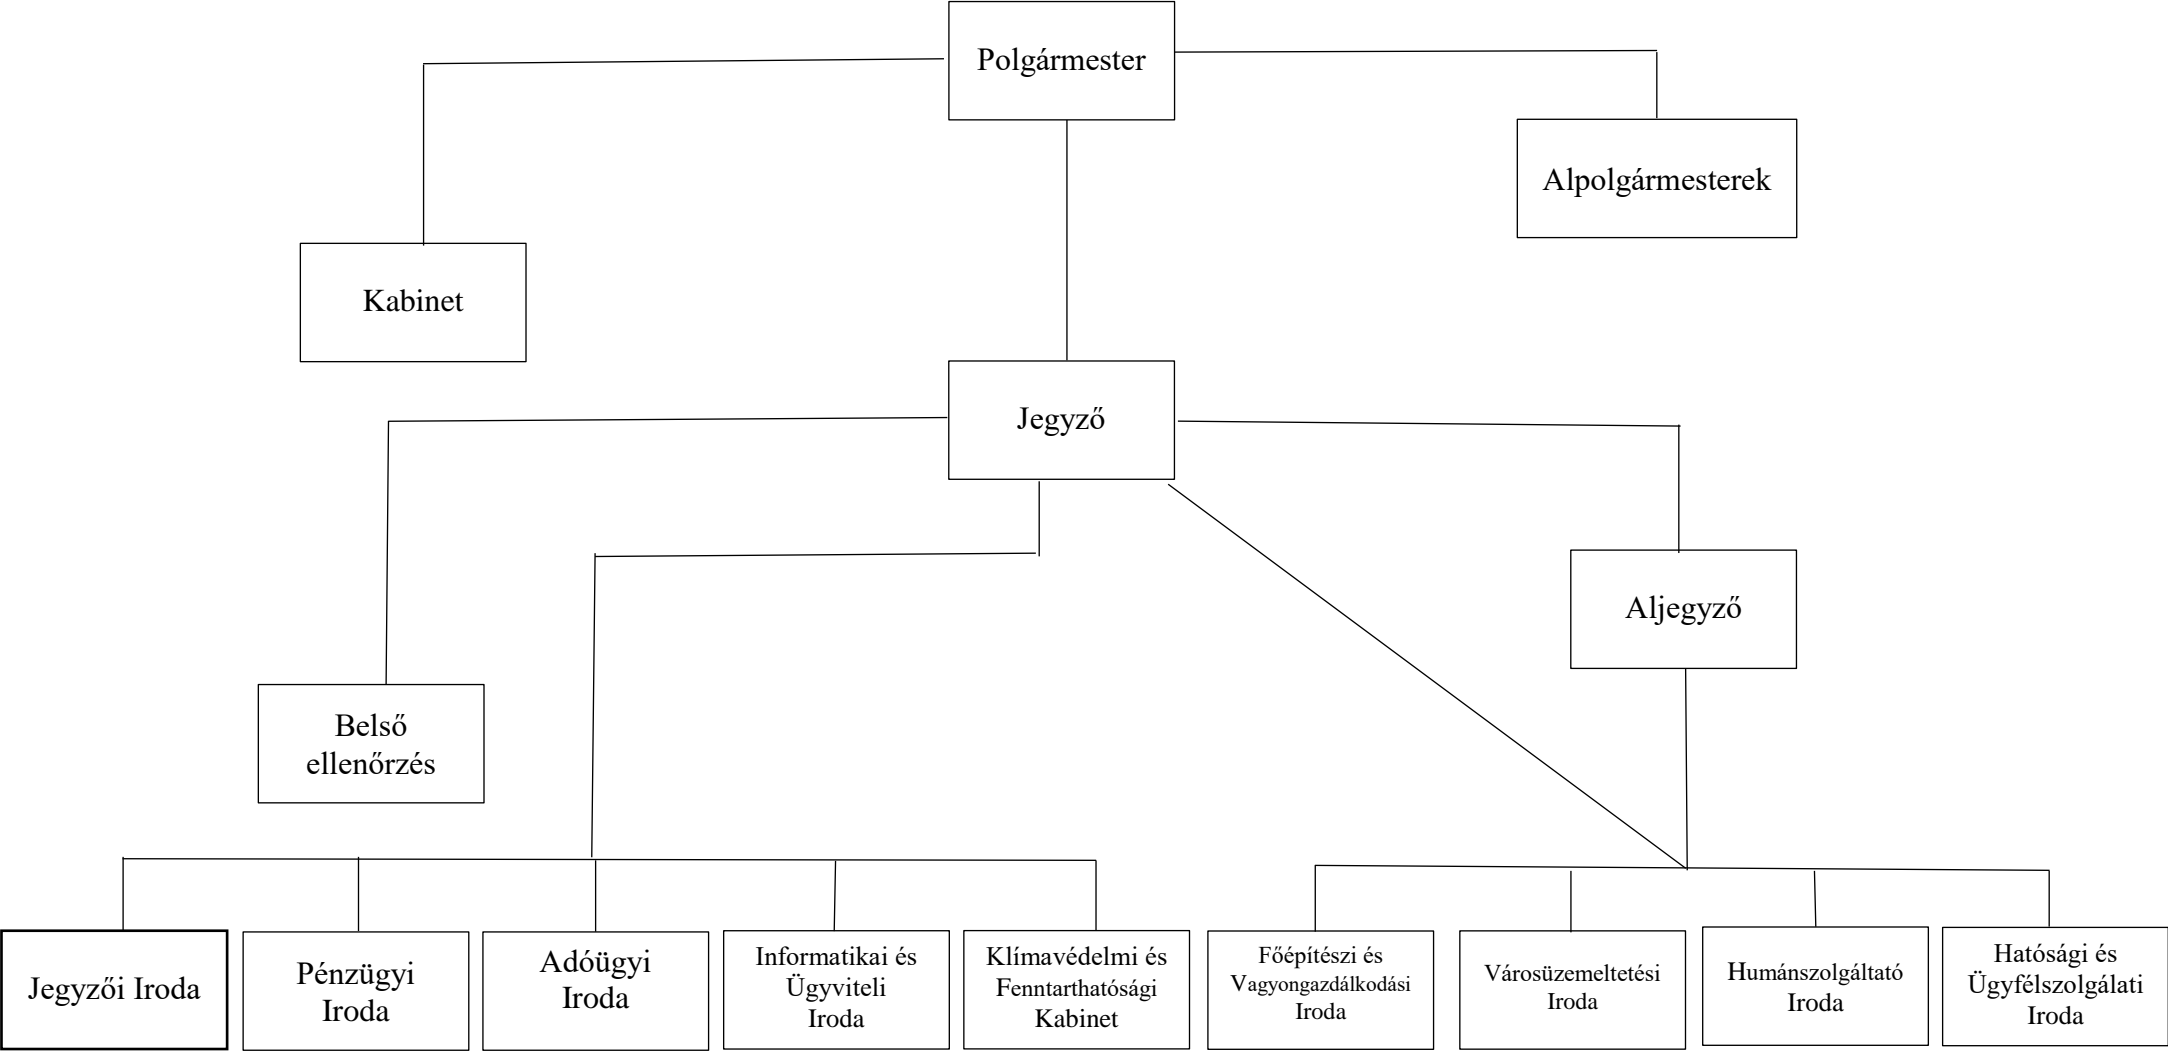 Polgármester
Alpolgármesterek
Kabinet
Jegyző
Aljegyző
Belső
ellenőrzés
Jegyzői Iroda
Pénzügyi
Iroda
Adóügyi
Iroda
Informatikai és
Ügyviteli
Iroda
Klímavédelmi és
Fenntarthatósági
Kabinet
Főépítészi és
Vagyongazdálkodási
Iroda
Városüzemeltetési
Iroda
Humánszolgáltató
Iroda
Hatósági és
Ügyfélszolgálati
Iroda